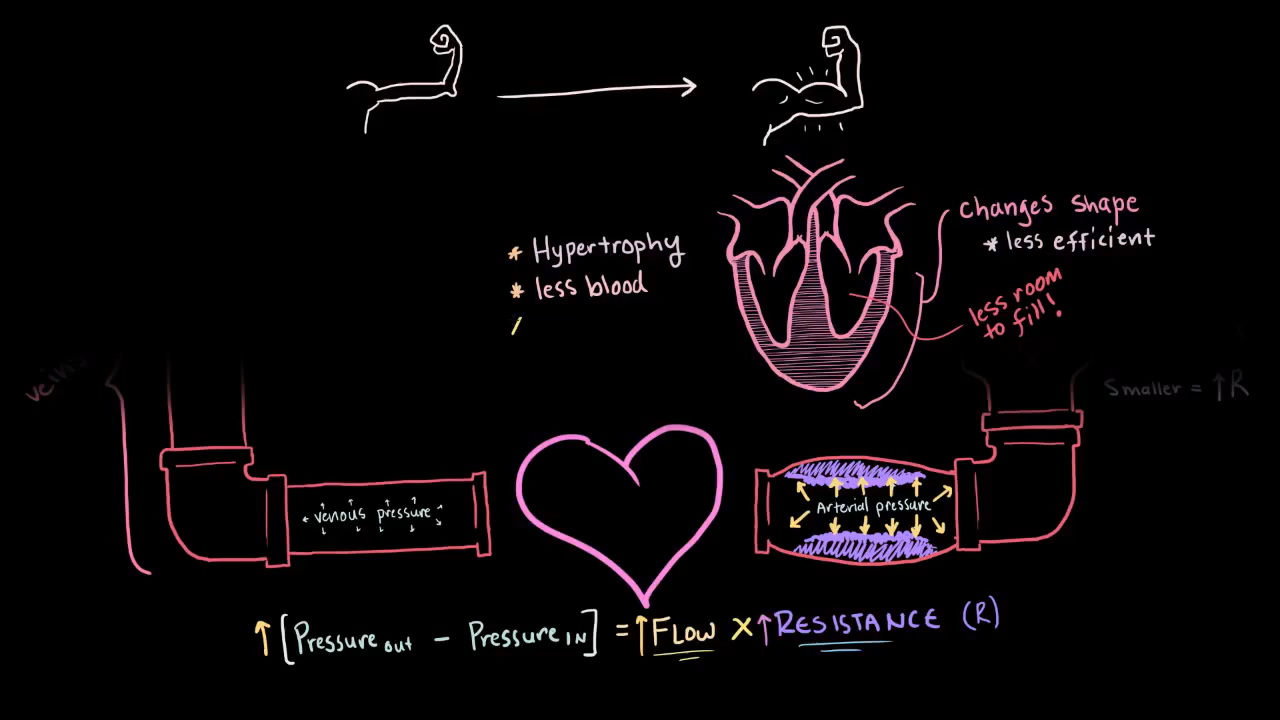 Changes Shape
* less efficient
* Hypertrophy
* less blood
less room
to fill!
veins
Smaller = ↑R
venous pressure
Arterial pressure
↑[Pressure out − Pressure IN] = ↑FLOW × ↑RESISTANCE (R)